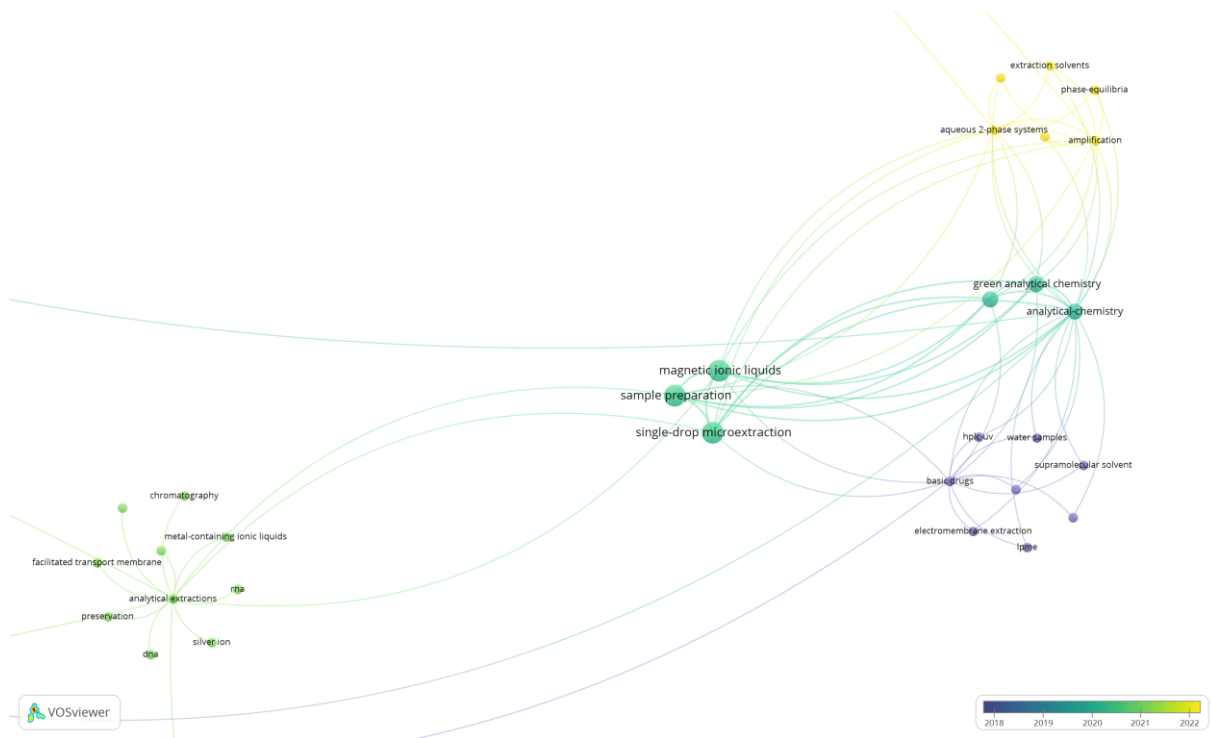 extraction solvents
phase-equilibria
aqueous 2-phase systems
amplification
green analytical chemistry
analytical-chemistry
magnetic ionic liquids
sample preparation
single-drop microextraction
hplc-uv
water samples
supramolecular solvent
basic drugs
electromembrane extraction
lpme
chromatography
metal-containing ionic liquids
facilitated transport membrane
rna
analytical extractions
preservation
silver ion
dna
VOSviewer
2018 2019 2020 2021 2022